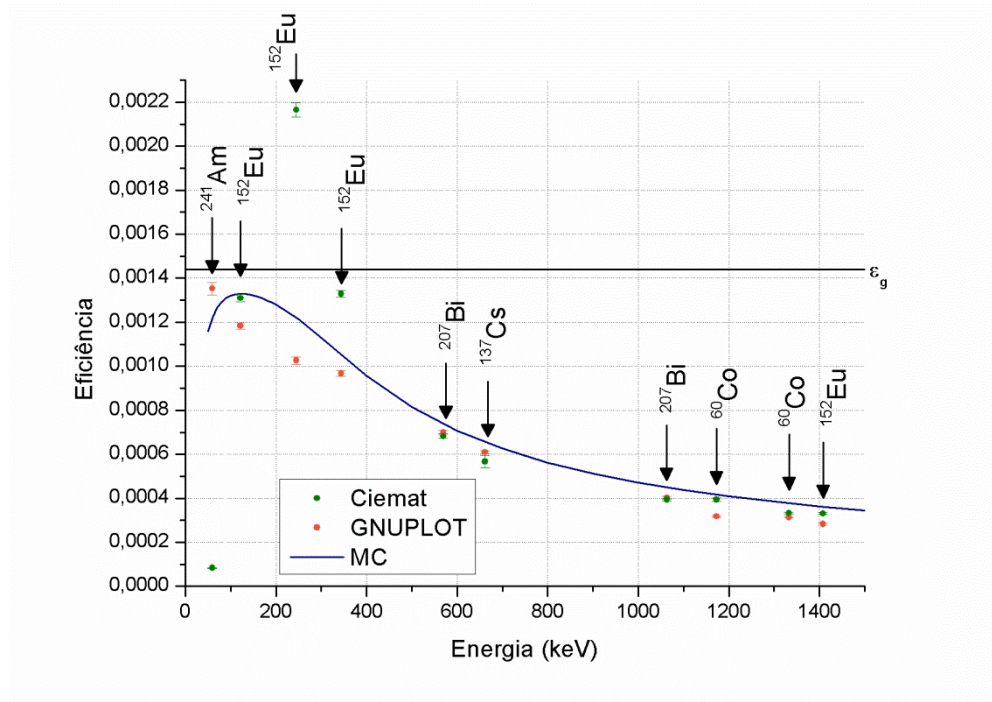 Eficiência
0,0022
0,0020
0,0018
0,0016
0,0014
0,0012
0,0010
0,0008
0,0006
0,0004
0,0002
0,0000
0 200 400 600 800 1000 1200 1400
Energia (keV)
241Am
152Eu
152Eu
152Eu
207Bi
137Cs
207Bi
60Co
60Co
152Eu
εg
Ciemat
GNUPLOT
MC